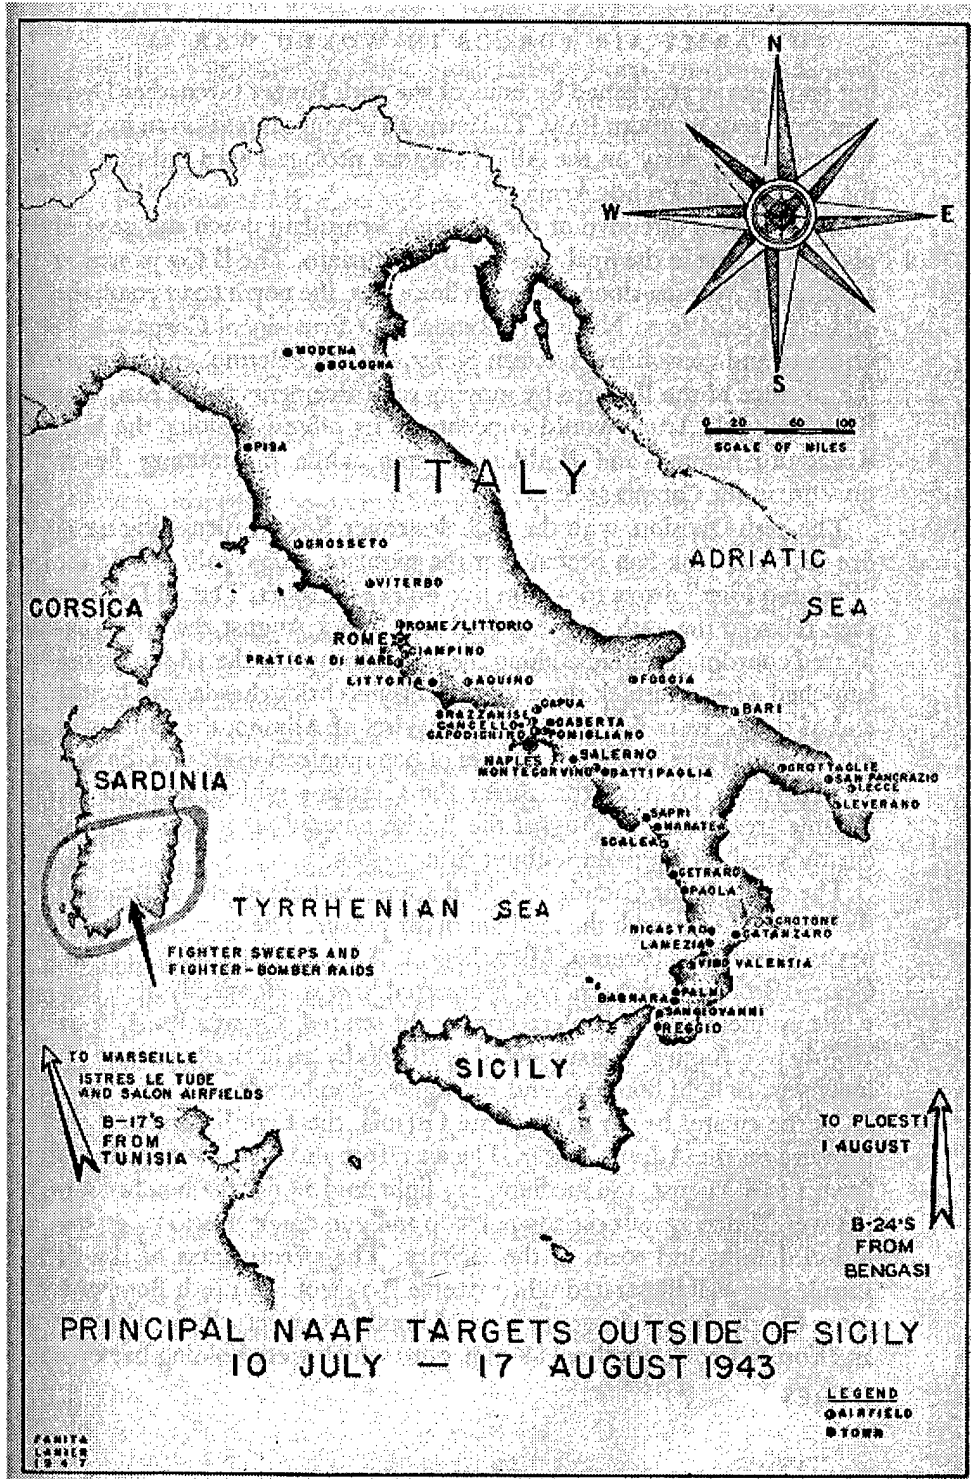 N
W
E
S
0 20 60 100
SCALE OF MILES
MODENA
BOLOGNA
PISA
ITALY
GROSSETO
ADRIATIC
SEA
VITERBO
CORSICA
ROME/LITTORIO
ROME
CIAMPINO
PRATICA DI MARE
LITTORIA
AQUINO
FOGGIA
CAPUA
BARI
GRAZZANISE
CANCELLO
CASERTA
CAPODICHINO
POMIGLIANO
NAPLES
SALERNO
MONTECORVINO
BATTIPAGLIA
GROTTAGLIE
SAN PANCRAZIO
LECCE
LEVERANO
SARDINIA
SAPRI
MARATEA
SCALEA
CETRARO
PAOLA
TYRRHENIAN SEA
CROTONE
NICASTRO
CATANZARO
LAMEZIA
FIGHTER SWEEPS AND
FIGHTER-BOMBER RAIDS
VIBO VALENTIA
PALMI
BAGNARA
SANGIOVANNI
REGGIO
SICILY
TO MARSEILLE
ISTRES LE TUBE
AND SALON AIRFIELDS
B-17'S
FROM
TUNISIA
TO PLOESTI
1 AUGUST
B-24'S
FROM
BENGASI
PRINCIPAL NAAF TARGETS OUTSIDE OF SICILY
10 JULY — 17 AUGUST 1943
LEGEND
AIRFIELD
TOWN
FANITA
LANIER
1947